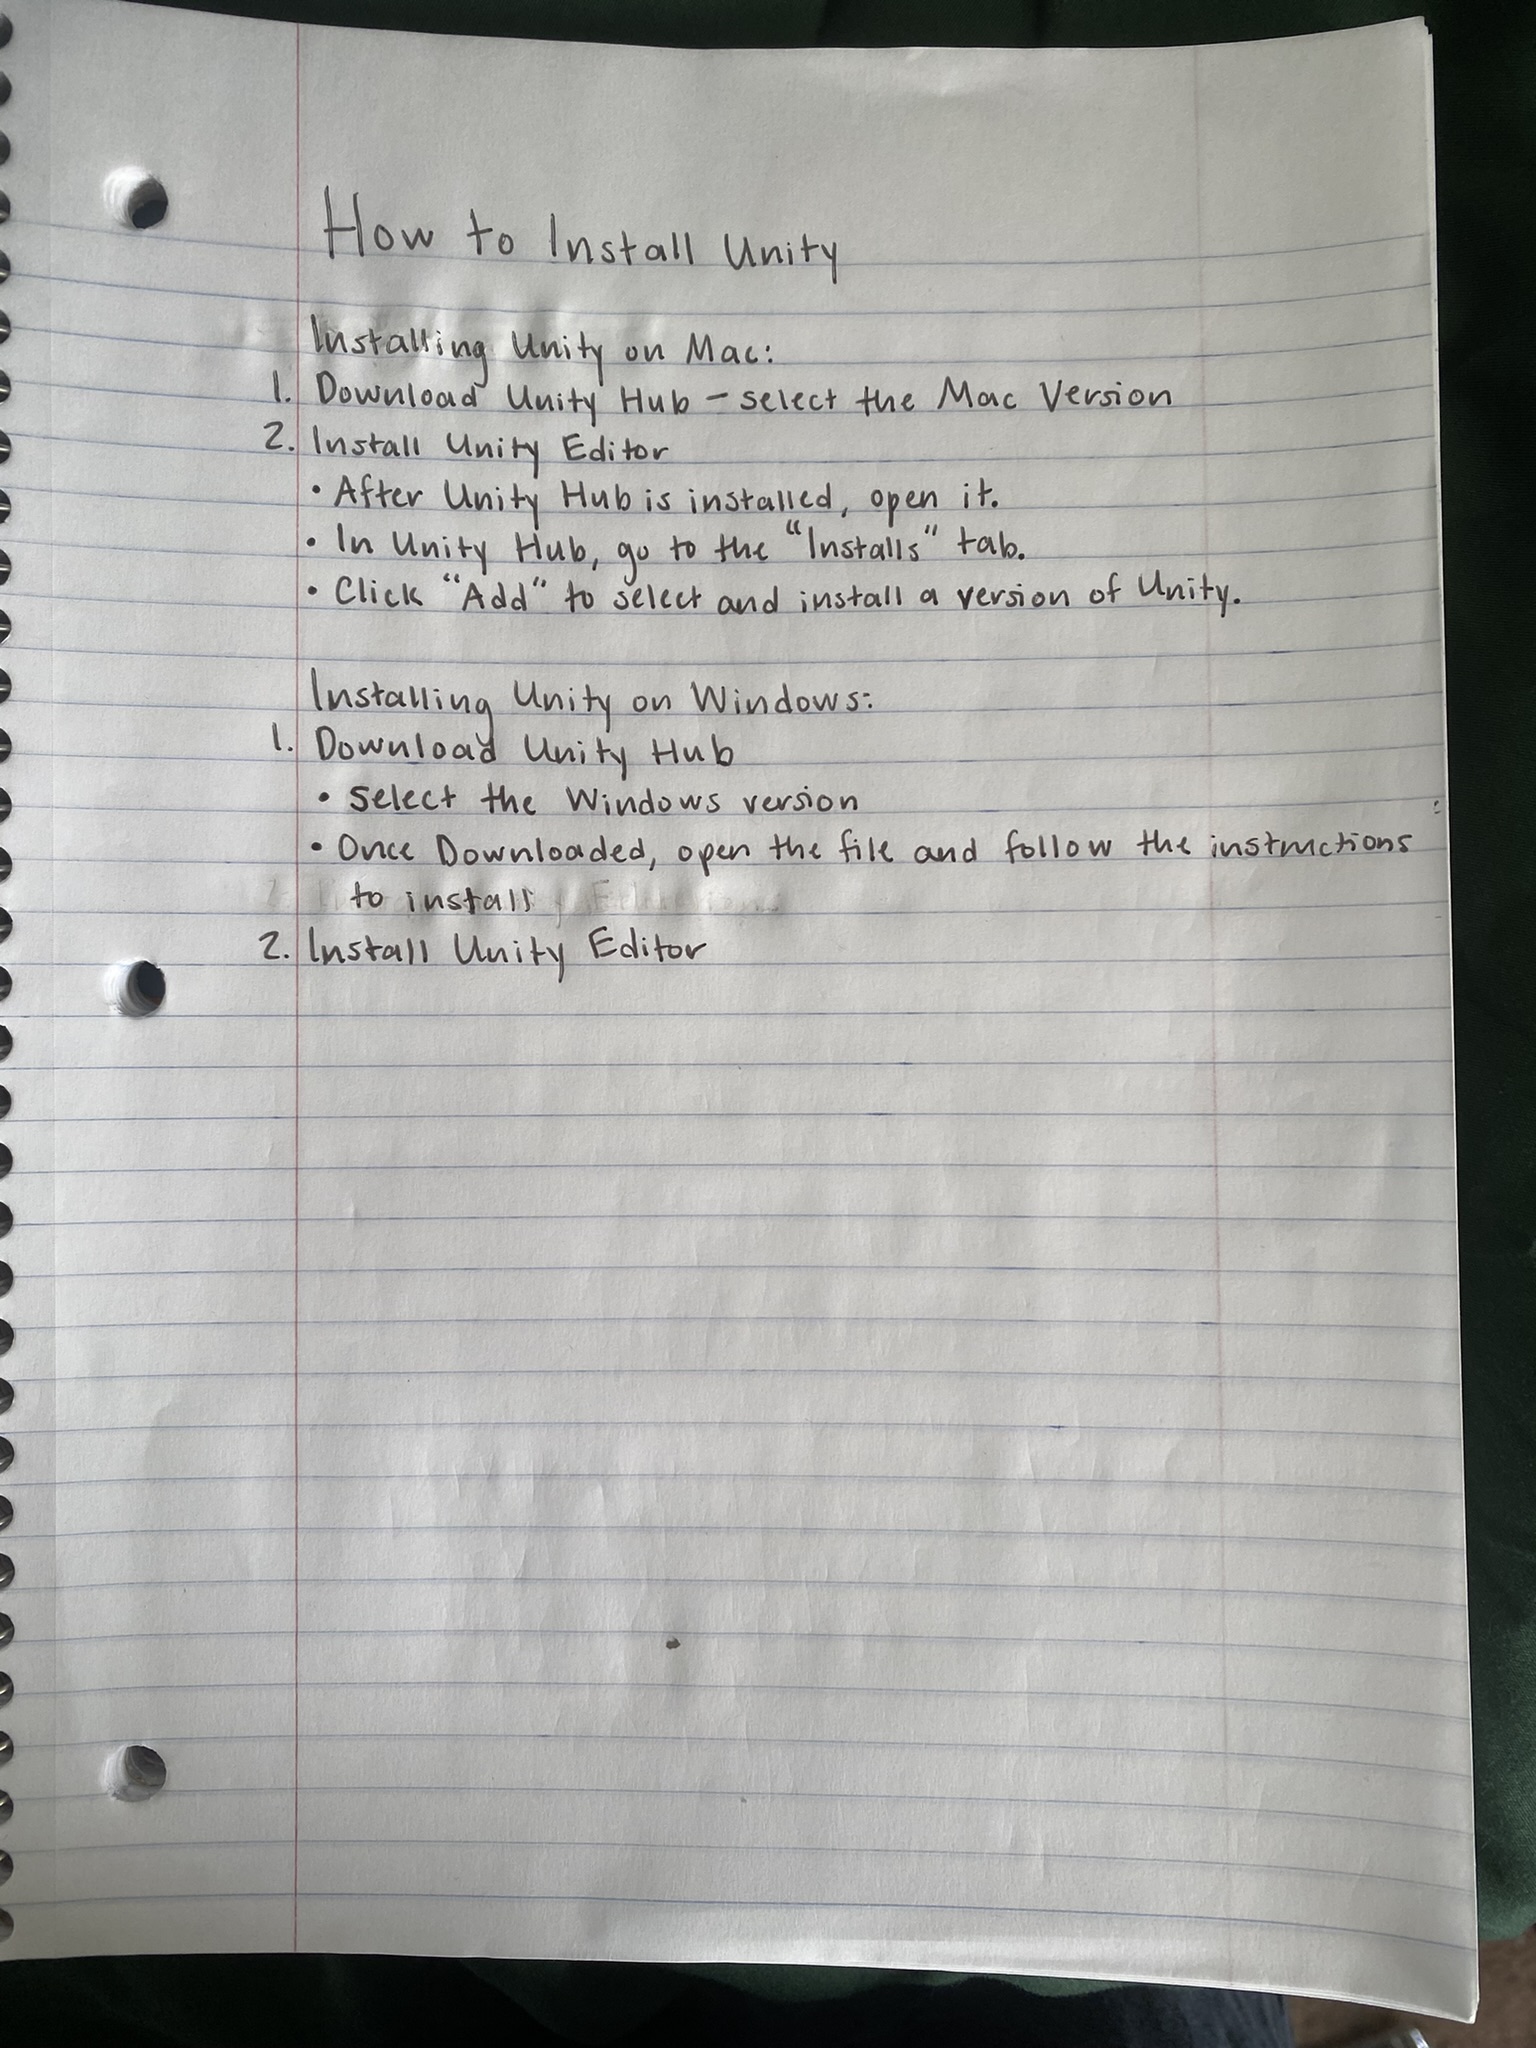 How to Install Unity
Installing Unity on Mac:
1. Download Unity Hub - select the Mac Version
2. Install Unity Editor
• After Unity Hub is installed, open it.
• In Unity Hub, go to the "Installs" tab.
• Click "Add" to select and install a version of Unity.
Installing Unity on Windows:
1. Download Unity Hub
• Select the Windows version
• Once Downloaded, open the file and follow the instructions
to install
2. Install Unity Editor